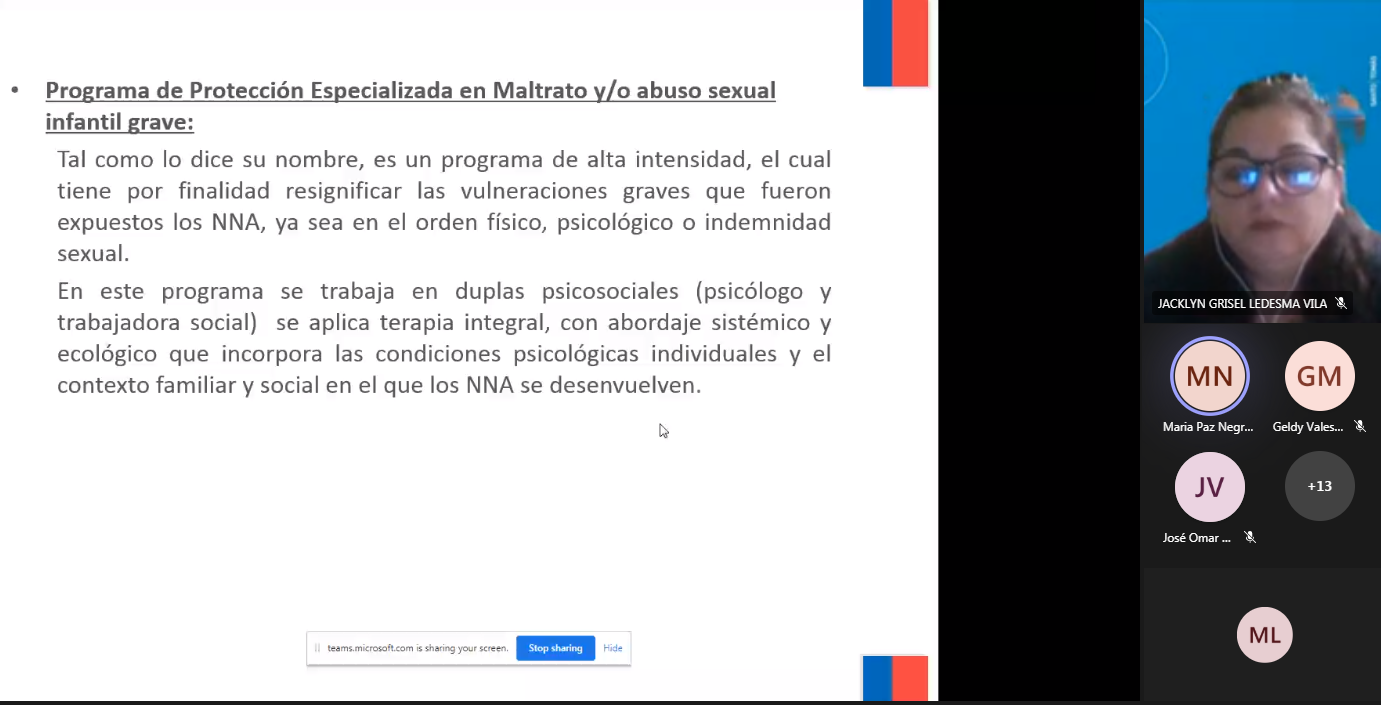 • Programa de Protección Especializada en Maltrato y/o abuso sexual
infantil grave:
Tal como lo dice su nombre, es un programa de alta intensidad, el cual
tiene por finalidad resignificar las vulneraciones graves que fueron
expuestos los NNA, ya sea en el orden físico, psicológico o indemnidad
sexual.
En este programa se trabaja en duplas psicosociales (psicólogo y
trabajadora social) se aplica terapia integral, con abordaje sistémico y
ecológico que incorpora las condiciones psicológicas individuales y el
contexto familiar y social en el que los NNA se desenvuelven.
teams.microsoft.com is sharing your screen. Stop sharing Hide
SANTO TOMÁS
JACKLYN GRISEL LEDESMA VILA
MN GM
Maria Paz Negr... Geldy Vales...
JV +13
José Omar ...
ML